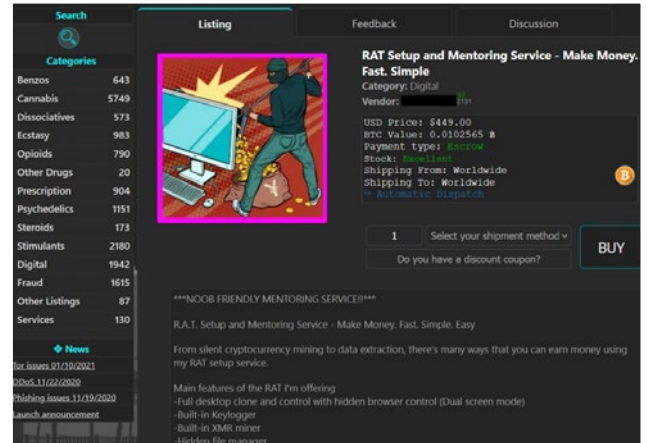 Search
Categories
Benzos 643
Cannabis 5749
Dissociatives 573
Ecstasy 983
Opioids 790
Other Drugs 20
Prescription 904
Psychedelics 1151
Steroids 173
Stimulants 2180
Digital 1942
Fraud 1615
Other Listings 87
Services 130
❖ News
Tor issues 01/10/2021
DDoS 11/22/2020
Phishing issues 11/19/2020
Launch announcement
Listing Feedback Discussion
RAT Setup and Mentoring Service - Make Money.
Fast. Simple
Category: Digital
Vendor:
USD Price: $449.00
BTC Value: 0.0102565 ฿
Payment type: Escrow
Stock: Excellent
Shipping From: Worldwide
Shipping To: Worldwide
Automatic Dispatch
1 Select your shipment method
Do you have a discount coupon?
BUY
***NOOB FRIENDLY MENTORING SERVICE!!***
R.A.T. Setup and Mentoring Service - Make Money. Fast. Simple. Easy
From silent cryptocurrency mining to data extraction, there's many ways that you can earn money using
my RAT setup service.
Main features of the RAT I'm offering
-Full desktop clone and control with hidden browser control (Dual screen mode)
-Built-in Keylogger
-Built-in XMR miner
-Hidden file manager